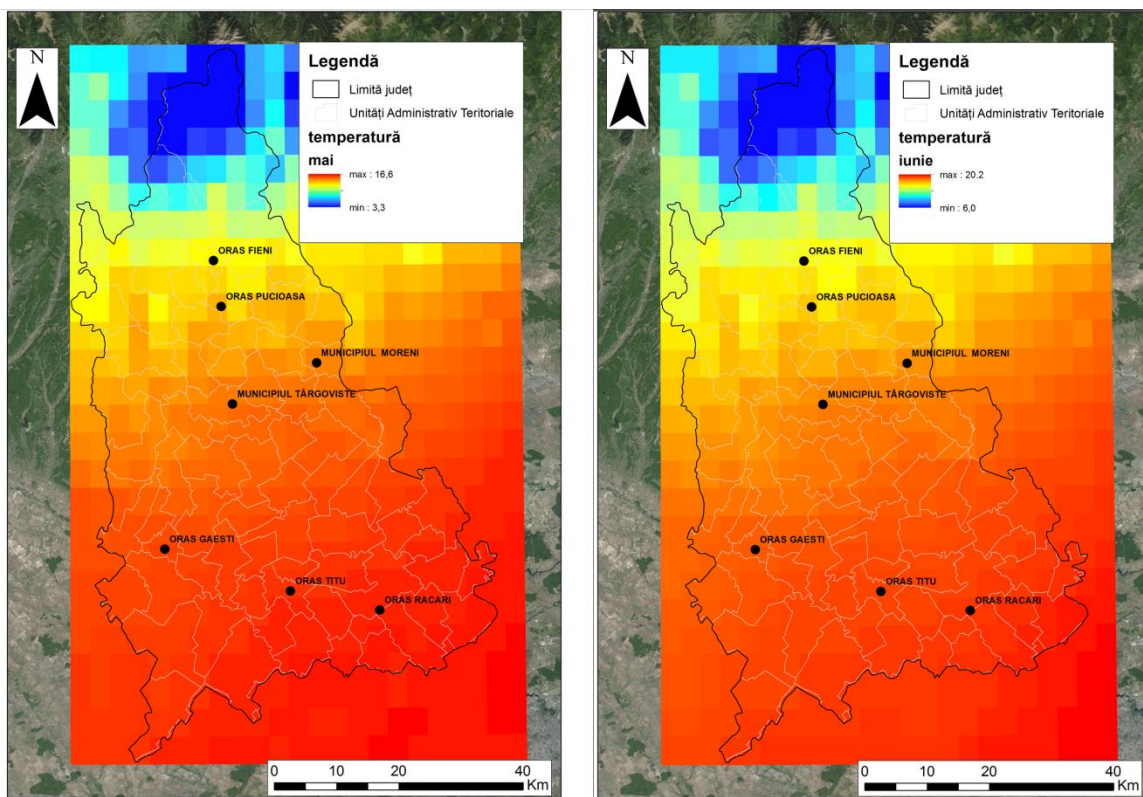 N
Legendă
Limită județ
Unități Administrativ Teritoriale
temperatură
mai
max : 16,6
min : 3,3
ORAS FIENI
ORAS PUCIOASA
MUNICIPIUL MORENI
MUNICIPIUL TÂRGOVISTE
ORAS GAESTI
ORAS TITU
ORAS RACARI
0 10 20 40
Km
N
Legendă
Limită județ
Unități Administrativ Teritoriale
temperatură
iunie
max : 20.2
min : 6,0
ORAS FIENI
ORAS PUCIOASA
MUNICIPIUL MORENI
MUNICIPIUL TÂRGOVISTE
ORAS GAESTI
ORAS TITU
ORAS RACARI
0 10 20 40
Km